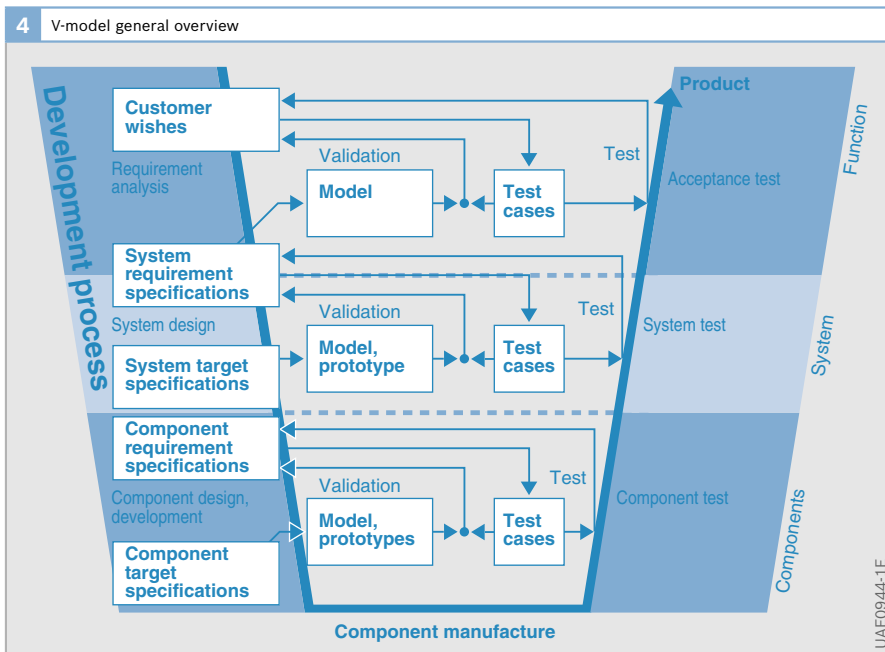 4 V-model general overview
Development process
Customer
wishes
Requirement
analysis
Validation
Model
Test
cases
Test
Product
Acceptance test
Function
System
requirement
specifications
System design
System target
specifications
Validation
Model,
prototype
Test
cases
Test
System test
System
Component
requirement
specifications
Component design,
development
Component
target
specifications
Validation
Model,
prototypes
Test
cases
Test
Component test
Components
Component manufacture
UAE0944-1E